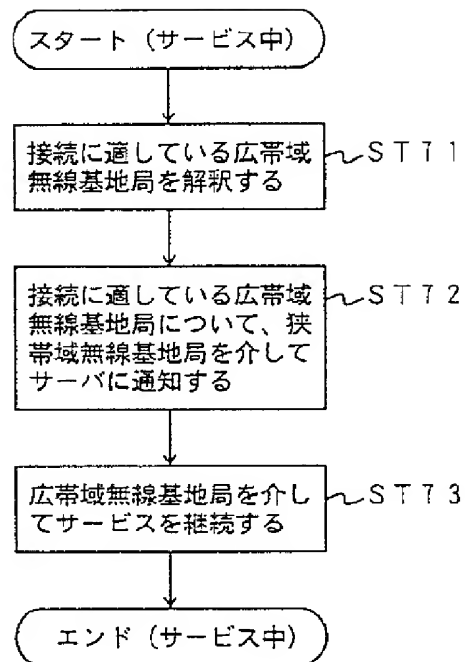 スタート（サービス中）
接続に適している広帯域
無線基地局を解釈する
ST71
接続に適している広帯域
無線基地局について、狭
帯域無線基地局を介して
サーバに通知する
ST72
広帯域無線基地局を介し
てサービスを継続する
ST73
エンド（サービス中）